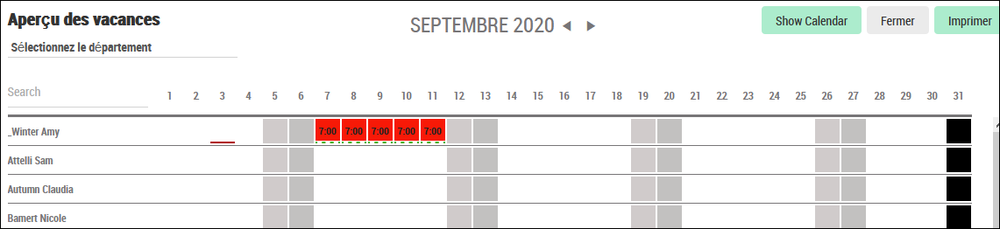 Aperçu des vacances
SEPTEMBRE 2020
Show Calendar
Fermer
Imprimer
Sélectionnez le département
Search 1 2 3 4 5 6 7 8 9 10 11 12 13 14 15 16 17 18 19 20 21 22 23 24 25 26 27 28 29 30 31
_Winter Amy 7:00 7:00 7:00 7:00 7:00
Attelli Sam
Autumn Claudia
Bamert Nicole